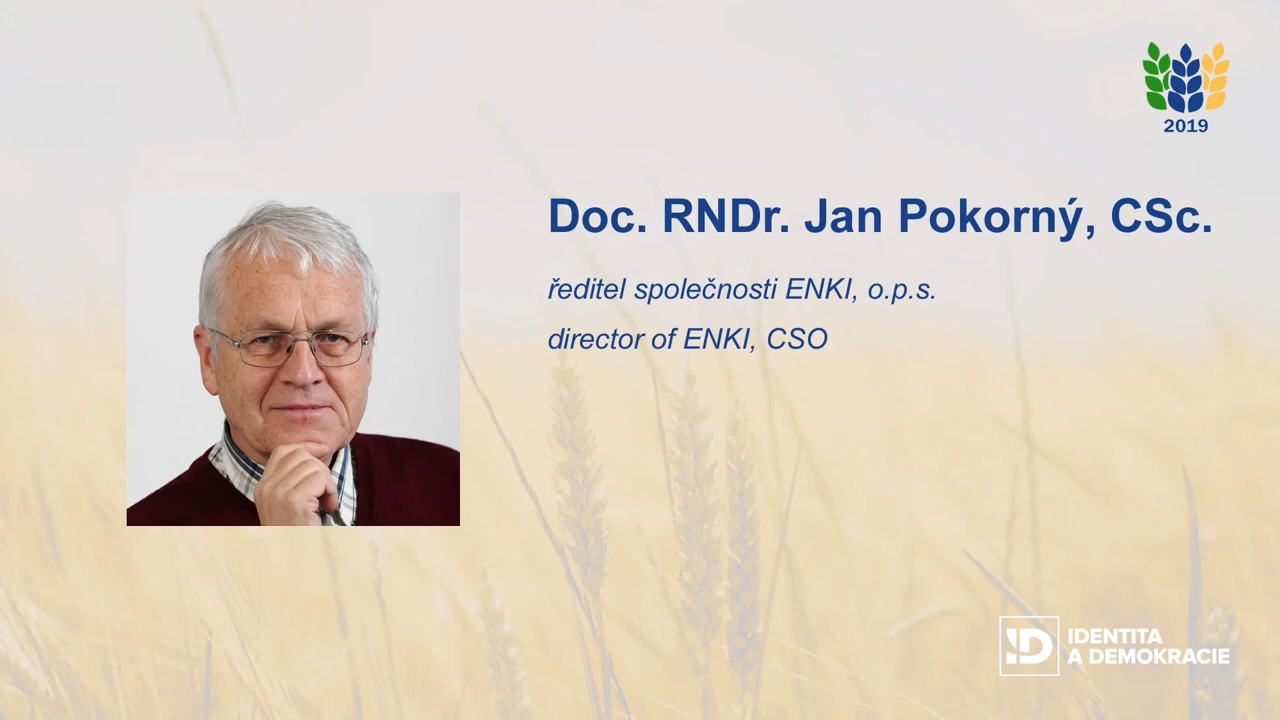 2019
Doc. RNDr. Jan Pokorný, CSc.
ředitel společnosti ENKI, o.p.s.
director of ENKI, CSO
ID
IDENTITA
A DEMOKRACIE